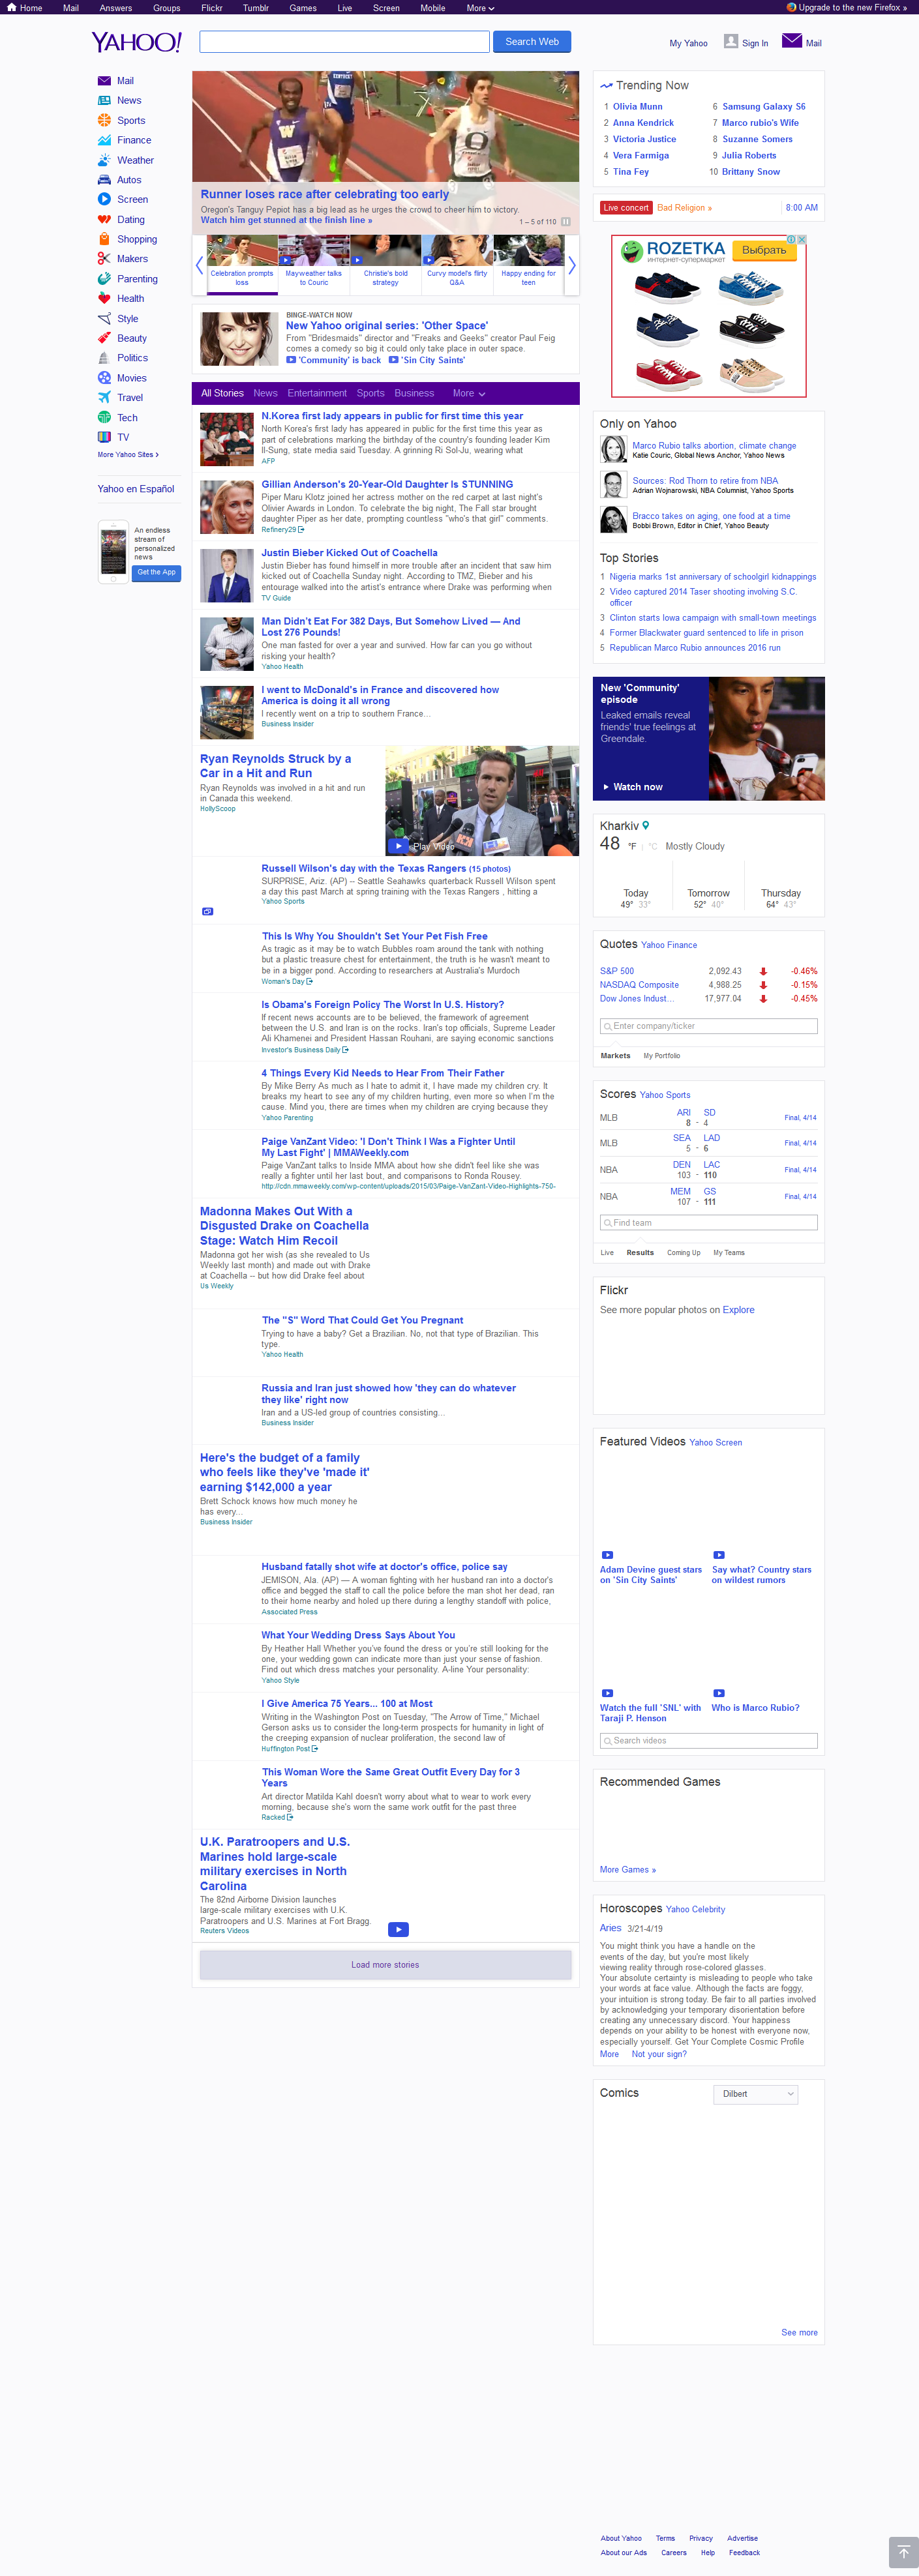 Home Mail Answers Groups Flickr Tumblr Games Live Screen Mobile More Upgrade to the new Firefox »
YAHOO! Search Web My Yahoo Sign In Mail
Mail
News
Sports
Finance
Weather
Autos
Screen
Dating
Shopping
Makers
Parenting
Health
Style
Beauty
Politics
Movies
Travel
Tech
TV
More Yahoo Sites ›
Yahoo en Español
An endless
stream of
personalized
news
Get the App
Runner loses race after celebrating too early
Oregon's Tanguy Pepiot has a big lead as he urges the crowd to cheer him to victory.
Watch him get stunned at the finish line »
1 – 5 of 110
Celebration prompts
loss
Mayweather talks
to Couric
Christie's bold
strategy
Curvy model's flirty
Q&A
Happy ending for
teen
BINGE-WATCH NOW
New Yahoo original series: 'Other Space'
From "Bridesmaids" director and "Freaks and Geeks" creator Paul Feig
comes a comedy so big it could only take place in outer space.
'Community' is back 'Sin City Saints'
All Stories News Entertainment Sports Business More
N.Korea first lady appears in public for first time this year
North Korea's first lady has appeared in public for the first time this year as
part of celebrations marking the birthday of the country's founding leader Kim
Il-Sung, state media said Tuesday. A grinning Ri Sol-Ju, wearing what
AFP
Gillian Anderson's 20-Year-Old Daughter Is STUNNING
Piper Maru Klotz joined her actress mother on the red carpet at last night's
Olivier Awards in London. To celebrate the big night, The Fall star brought
daughter Piper as her date, prompting countless "who's that girl" comments.
Refinery29
Justin Bieber Kicked Out of Coachella
Justin Bieber has found himself in more trouble after an incident that saw him
kicked out of Coachella Sunday night. According to TMZ, Bieber and his
entourage walked into the artist's entrance where Drake was performing when
TV Guide
Man Didn't Eat For 382 Days, But Somehow Lived — And
Lost 276 Pounds!
One man fasted for over a year and survived. How far can you go without
risking your health?
Yahoo Health
I went to McDonald's in France and discovered how
America is doing it all wrong
I recently went on a trip to southern France...
Business Insider
Ryan Reynolds Struck by a
Car in a Hit and Run
Ryan Reynolds was involved in a hit and run
in Canada this weekend.
HollyScoop
Play Video
Russell Wilson's day with the Texas Rangers (15 photos)
SURPRISE, Ariz. (AP) -- Seattle Seahawks quarterback Russell Wilson spent
a day this past March at spring training with the Texas Rangers , hitting a
Yahoo Sports
This Is Why You Shouldn't Set Your Pet Fish Free
As tragic as it may be to watch Bubbles roam around the tank with nothing
but a plastic treasure chest for entertainment, the truth is he wasn't meant to
be in a bigger pond. According to researchers at Australia's Murdoch
Woman's Day
Is Obama's Foreign Policy The Worst In U.S. History?
If recent news accounts are to be believed, the framework of agreement
between the U.S. and Iran is on the rocks. Iran's top officials, Supreme Leader
Ali Khamenei and President Hassan Rouhani, are saying economic sanctions
Investor's Business Daily
4 Things Every Kid Needs to Hear From Their Father
By Mike Berry As much as I hate to admit it, I have made my children cry. It
breaks my heart to see any of my children hurting, even more so when I'm the
cause. Mind you, there are times when my children are crying because they
Yahoo Parenting
Paige VanZant Video: 'I Don't Think I Was a Fighter Until
My Last Fight' | MMAWeekly.com
Paige VanZant talks to Inside MMA about how she didn't feel like she was
really a fighter until her last bout, and comparisons to Ronda Rousey.
http://cdn.mmaweekly.com/wp-content/uploads/2015/03/Paige-VanZant-Video-Highlights-750-
Madonna Makes Out With a
Disgusted Drake on Coachella
Stage: Watch Him Recoil
Madonna got her wish (as she revealed to Us
Weekly last month) and made out with Drake
at Coachella -- but how did Drake feel about
Us Weekly
The "S" Word That Could Get You Pregnant
Trying to have a baby? Get a Brazilian. No, not that type of Brazilian. This
type.
Yahoo Health
Russia and Iran just showed how 'they can do whatever
they like' right now
Iran and a US-led group of countries consisting...
Business Insider
Here's the budget of a family
who feels like they've 'made it'
earning $142,000 a year
Brett Schock knows how much money he
has every...
Business Insider
Husband fatally shot wife at doctor's office, police say
JEMISON, Ala. (AP) — A woman fighting with her husband ran into a doctor's
office and begged the staff to call the police before the man shot her dead, ran
to their home nearby and holed up there during a lengthy standoff with police,
Associated Press
What Your Wedding Dress Says About You
By Heather Hall Whether you've found the dress or you're still looking for the
one, your wedding gown can indicate more than just your sense of fashion.
Find out which dress matches your personality. A-line Your personality:
Yahoo Style
I Give America 75 Years... 100 at Most
Writing in the Washington Post on Tuesday, "The Arrow of Time," Michael
Gerson asks us to consider the long-term prospects for humanity in light of
the creeping expansion of nuclear proliferation, the second law of
Huffington Post
This Woman Wore the Same Great Outfit Every Day for 3
Years
Art director Matilda Kahl doesn't worry about what to wear to work every
morning, because she's worn the same work outfit for the past three
Racked
U.K. Paratroopers and U.S.
Marines hold large-scale
military exercises in North
Carolina
The 82nd Airborne Division launches
large-scale military exercises with U.K.
Paratroopers and U.S. Marines at Fort Bragg.
Reuters Videos
Load more stories
Trending Now
1 Olivia Munn
2 Anna Kendrick
3 Victoria Justice
4 Vera Farmiga
5 Tina Fey
6 Samsung Galaxy S6
7 Marco rubio's Wife
8 Suzanne Somers
9 Julia Roberts
10 Brittany Snow
Live concert Bad Religion » 8:00 AM
ROZETKA
интернет-супермаркет
Выбрать
Only on Yahoo
Marco Rubio talks abortion, climate change
Katie Couric, Global News Anchor, Yahoo News
Sources: Rod Thorn to retire from NBA
Adrian Wojnarowski, NBA Columnist, Yahoo Sports
Bracco takes on aging, one food at a time
Bobbi Brown, Editor in Chief, Yahoo Beauty
Top Stories
1 Nigeria marks 1st anniversary of schoolgirl kidnappings
2 Video captured 2014 Taser shooting involving S.C.
officer
3 Clinton starts Iowa campaign with small-town meetings
4 Former Blackwater guard sentenced to life in prison
5 Republican Marco Rubio announces 2016 run
New 'Community'
episode
Leaked emails reveal
friends' true feelings at
Greendale.
Watch now
Kharkiv
48 °F | °C Mostly Cloudy
Today Tomorrow Thursday
49° 33° 52° 40° 64° 43°
Quotes Yahoo Finance
S&P 500 2,092.43 -0.46%
NASDAQ Composite 4,988.25 -0.15%
Dow Jones Indust... 17,977.04 -0.45%
Enter company/ticker
Markets My Portfolio
Scores Yahoo Sports
MLB ARI SD Final, 4/14
8 - 4
MLB SEA LAD Final, 4/14
5 - 6
NBA DEN LAC Final, 4/14
103 - 110
NBA MEM GS Final, 4/14
107 - 111
Find team
Live Results Coming Up My Teams
Flickr
See more popular photos on Explore
Featured Videos Yahoo Screen
Adam Devine guest stars
on 'Sin City Saints'
Say what? Country stars
on wildest rumors
Watch the full 'SNL' with
Taraji P. Henson
Who is Marco Rubio?
Search videos
Recommended Games
More Games »
Horoscopes Yahoo Celebrity
Aries 3/21-4/19
You might think you have a handle on the
events of the day, but you're most likely
viewing reality through rose-colored glasses.
Your absolute certainty is misleading to people who take
your words at face value. Although the facts are foggy,
your intuition is strong today. Be fair to all parties involved
by acknowledging your temporary disorientation before
creating any unnecessary discord. Your happiness
depends on your ability to be honest with everyone now,
especially yourself. Get Your Complete Cosmic Profile
More Not your sign?
Comics Dilbert
See more
About Yahoo Terms Privacy Advertise
About our Ads Careers Help Feedback